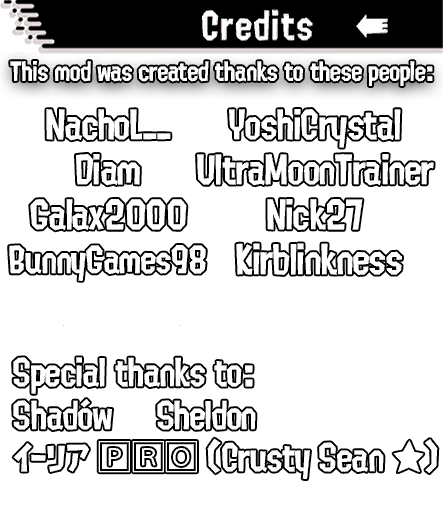 Credits
This mod was created thanks to these people:
NachoL__ YoshiCrystal
Diam UltraMoonTrainer
Galax2000 Nick27
BunnyGames98 Kirblinkness
Special thanks to:
Shadów Sheldon
イーリア 🄿🅁🄾 (Crusty Sean ☆)